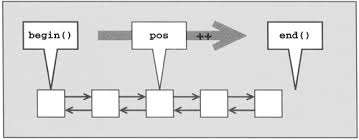 begin()
pos
++
end()